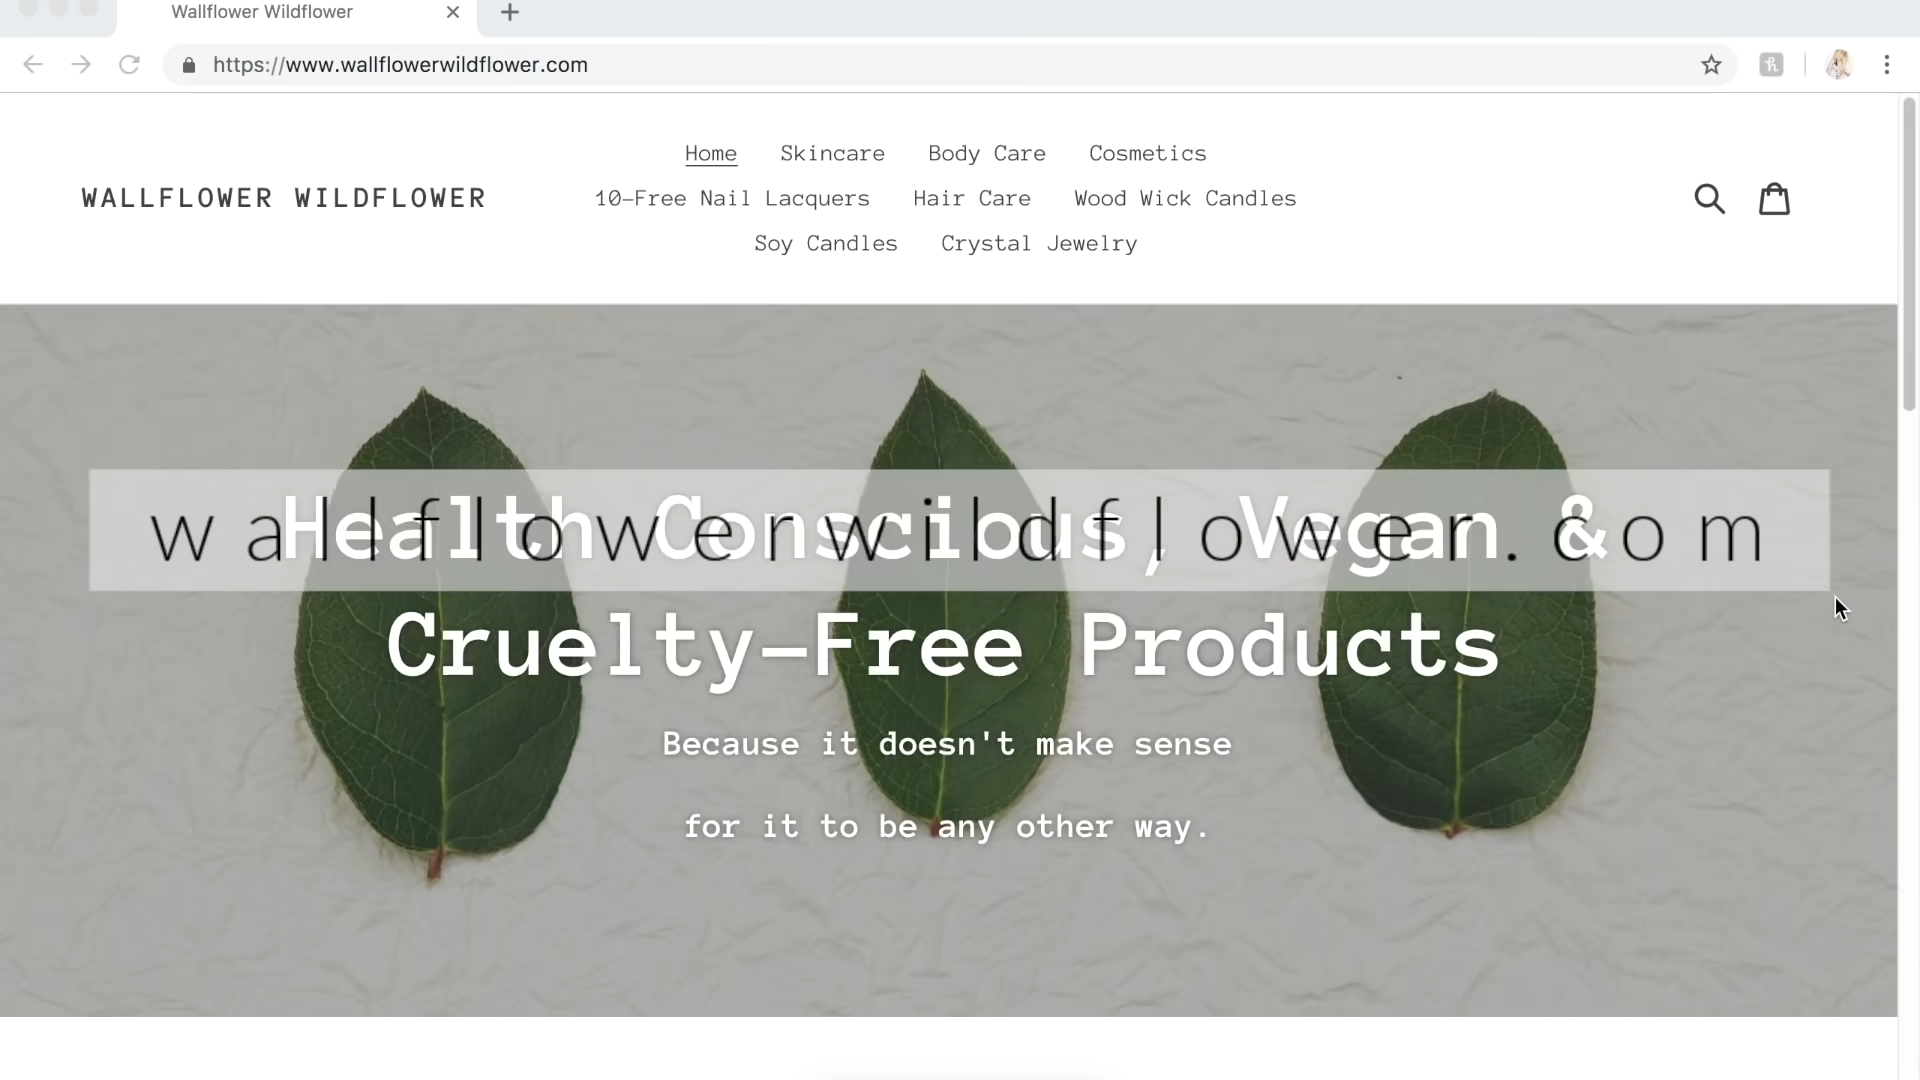 Wallflower Wildflower
https://www.wallflowerwildflower.com
Home Skincare Body Care Cosmetics
WALLFLOWER WILDFLOWER
10-Free Nail Lacquers Hair Care Wood Wick Candles
Soy Candles Crystal Jewelry
wallflowerwildflower.com
Health Conscious, Vegan &
Cruelty-Free Products
Because it doesn't make sense
for it to be any other way.